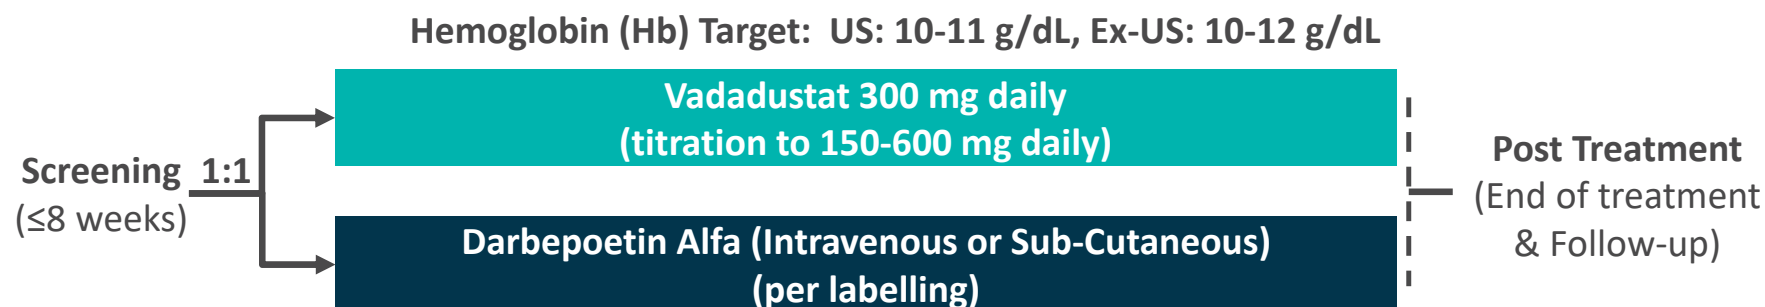 Hemoglobin (Hb) Target:  US: 10-11 g/dL, Ex-US: 10-12 g/dL
Screening 1:1
(≤8 weeks)
Vadadustat 300 mg daily
(titration to 150-600 mg daily)
Darbepoetin Alfa (Intravenous or Sub-Cutaneous)
(per labelling)
Post Treatment
(End of treatment
& Follow-up)